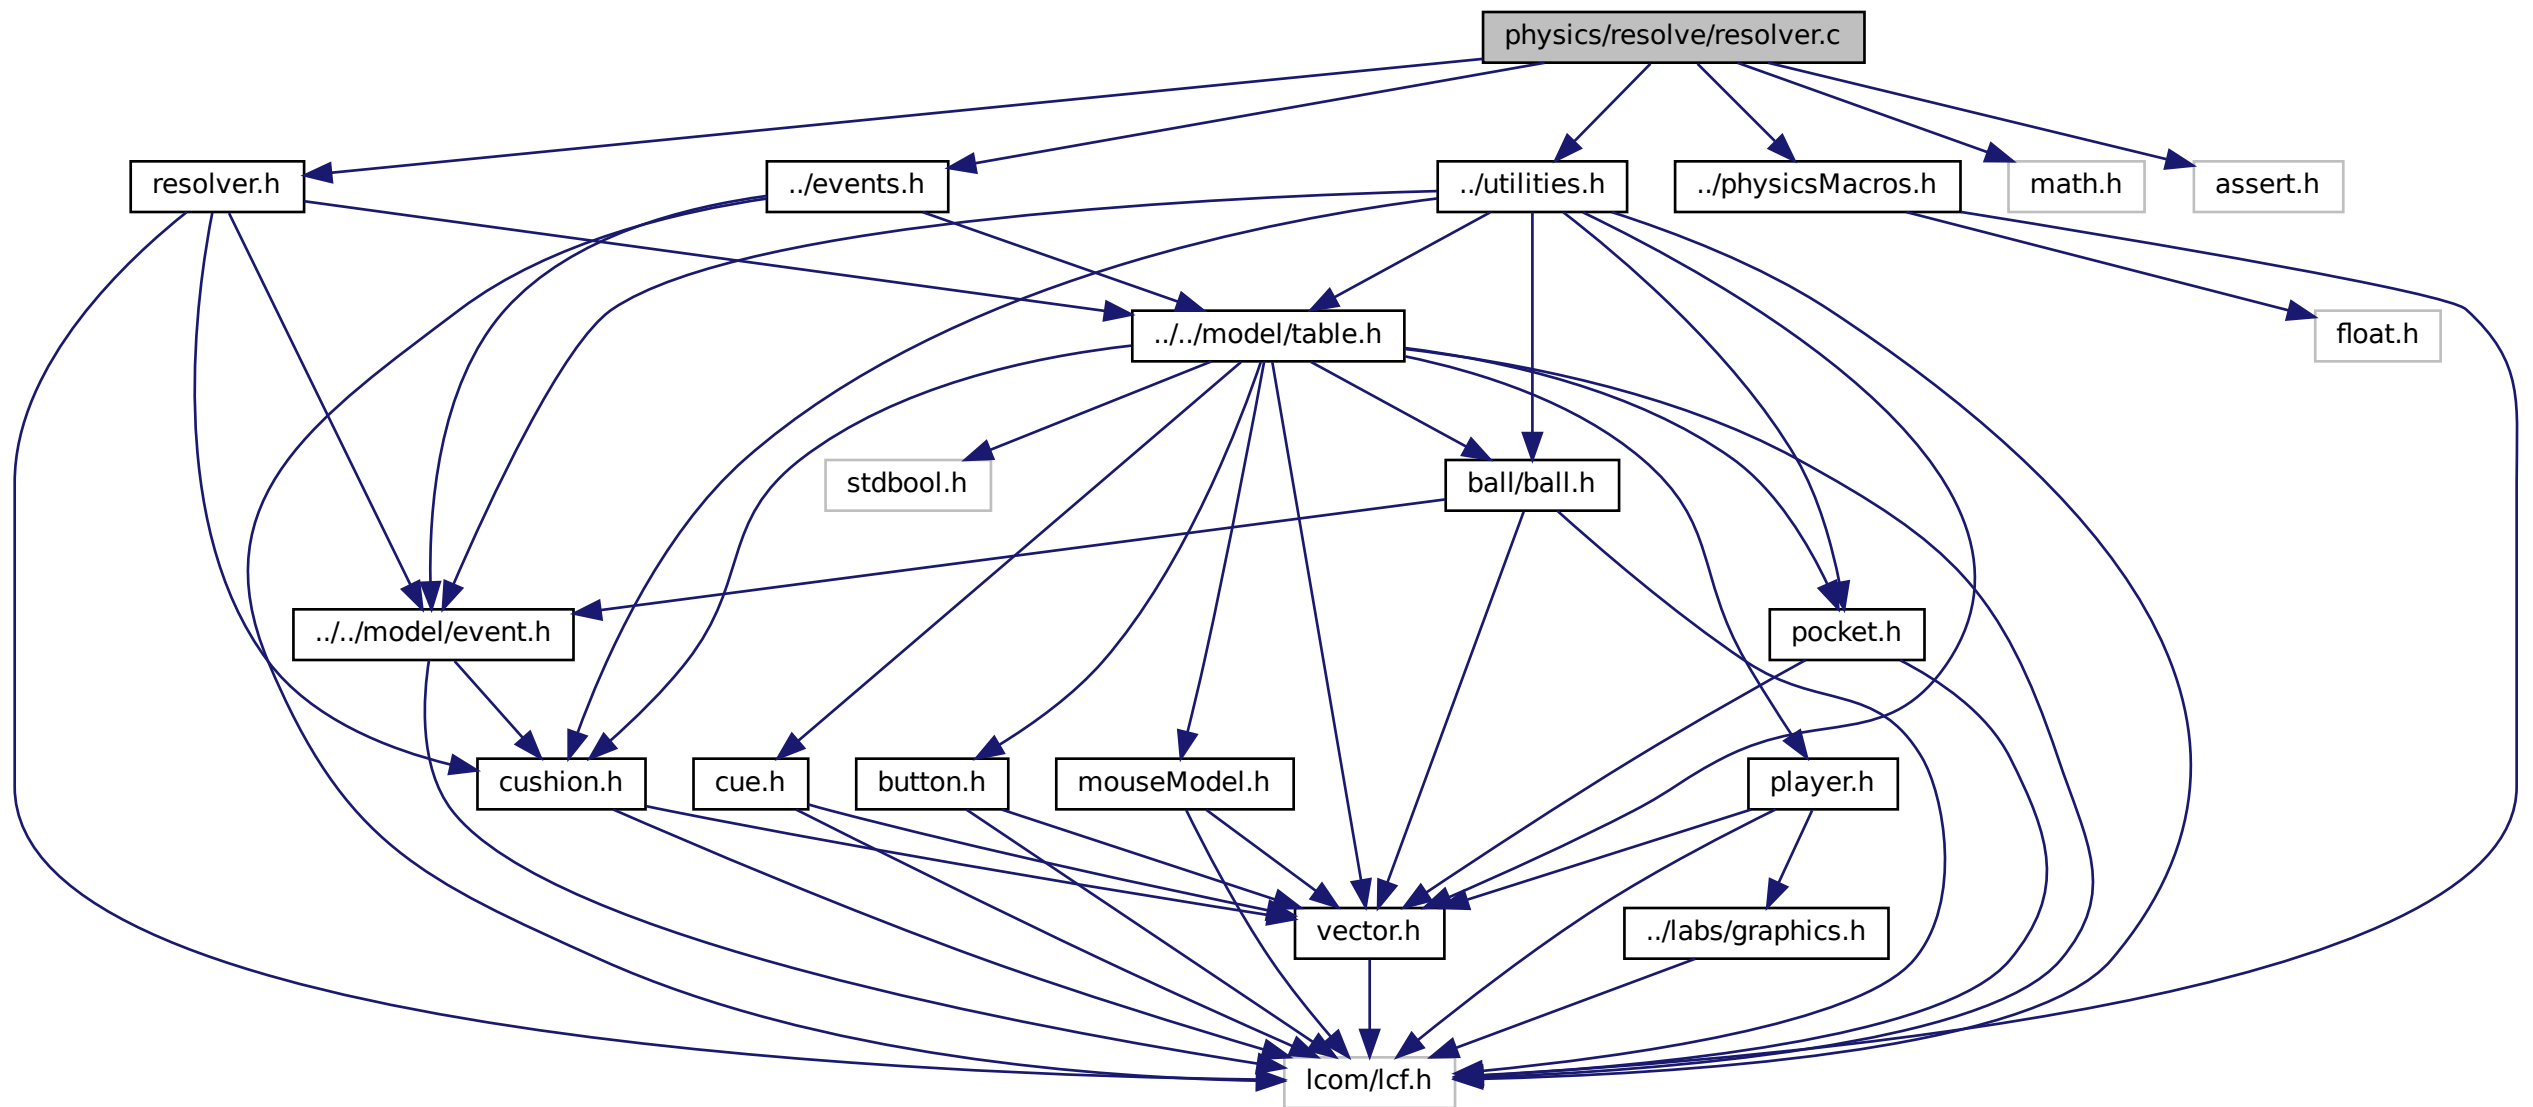 physics/resolve/resolver.c
resolver.h
../events.h
../utilities.h
../physicsMacros.h
math.h
assert.h
../../model/table.h
float.h
stdbool.h
ball/ball.h
../../model/event.h
pocket.h
cushion.h
cue.h
button.h
mouseModel.h
player.h
vector.h
../labs/graphics.h
lcom/lcf.h